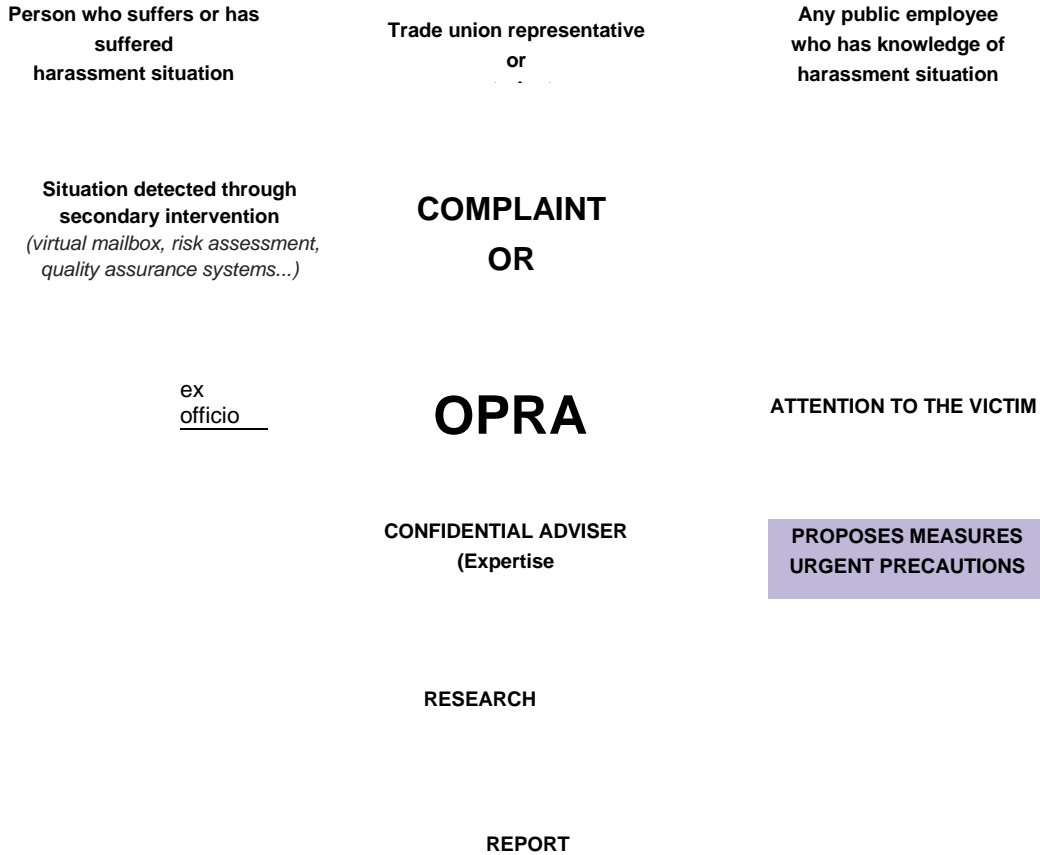 Person who suffers or has
suffered
harassment situation
Trade union representative
or
Any public employee
who has knowledge of
harassment situation
Situation detected through
secondary intervention
(virtual mailbox, risk assessment,
quality assurance systems...)
COMPLAINT
OR
ex
officio
OPRA
ATTENTION TO THE VICTIM
CONFIDENTIAL ADVISER
(Expertise
PROPOSES MEASURES
URGENT PRECAUTIONS
RESEARCH
REPORT